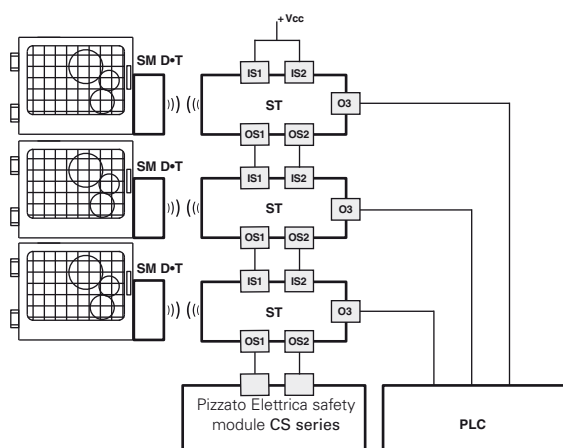 +Vcc
SM D•T
IS1 IS2
ST
O3
OS1 OS2
SM D•T
IS1 IS2
ST
O3
OS1 OS2
SM D•T
IS1 IS2
ST
O3
OS1 OS2
Pizzato Elettrica safety
module CS series
PLC